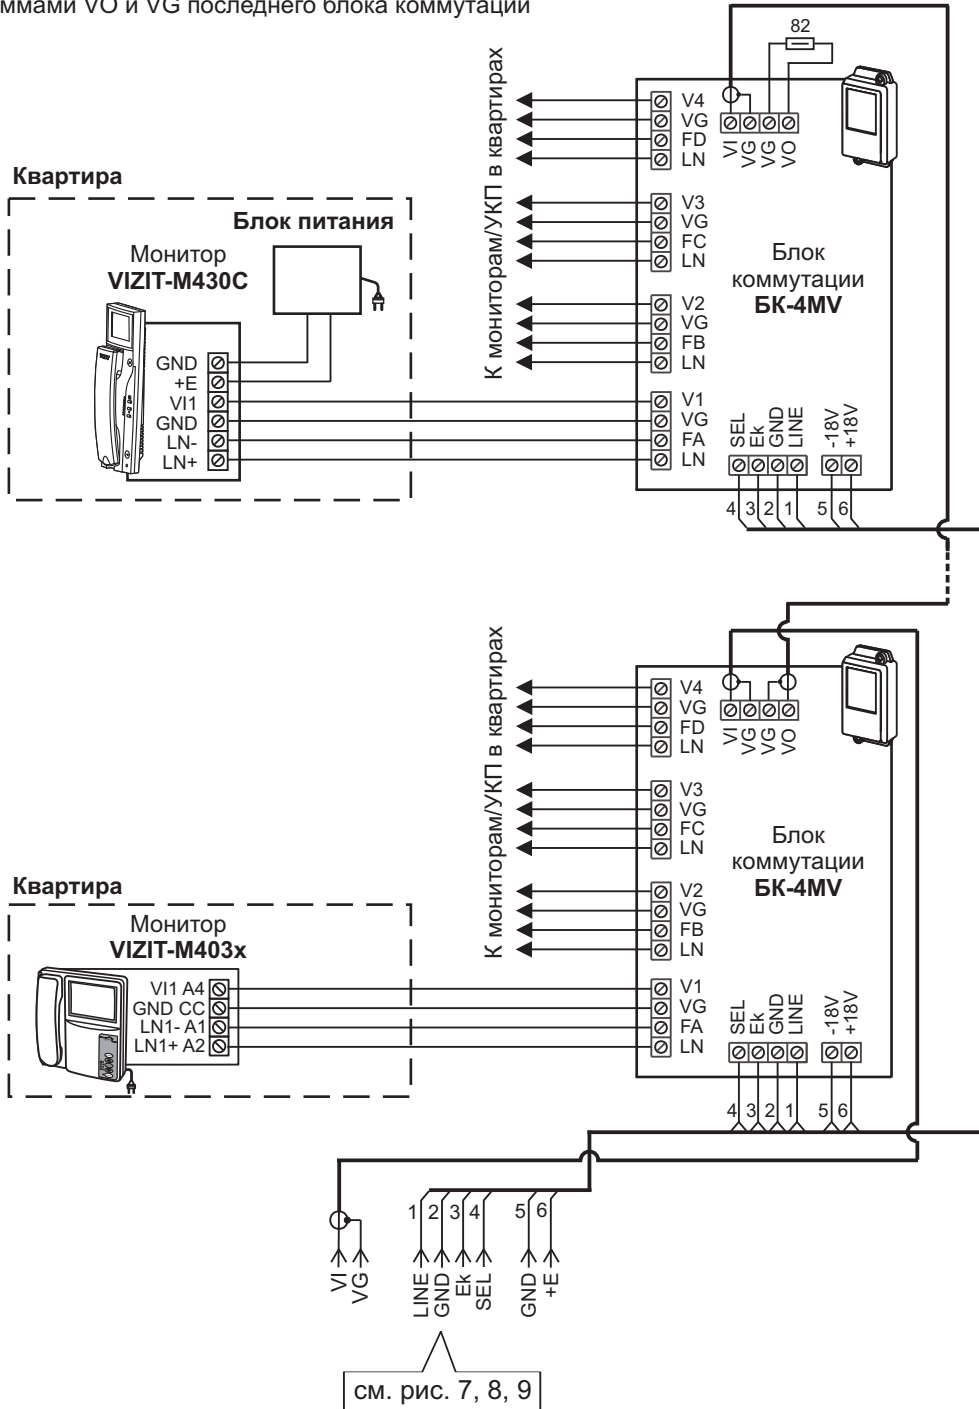 ммами VO и VG последнего блока коммутации
82
К мониторам/УКП в квартирах
V4
VG
FD
LN
VI
VG
VG
VO
V3
VG
FC
LN
V2
VG
FB
LN
V1
VG
FA
LN
Блок
коммутации
БК-4MV
SEL
Ek
GND
LINE
-18V
+18V
4 3 2 1 5 6
Квартира
Блок питания
Монитор
VIZIT-M430C
GND
+E
VI1
GND
LN-
LN+
К мониторам/УКП в квартирах
V4
VG
FD
LN
VI
VG
VG
VO
V3
VG
FC
LN
V2
VG
FB
LN
V1
VG
FA
LN
Блок
коммутации
БК-4MV
SEL
Ek
GND
LINE
-18V
+18V
4 3 2 1 5 6
Квартира
Монитор
VIZIT-M403x
VI1 A4
GND CC
LN1- A1
LN1+ A2
1 2 3 4 5 6
VI
VG
LINE
GND
Ek
SEL
GND
+E
см. рис. 7, 8, 9